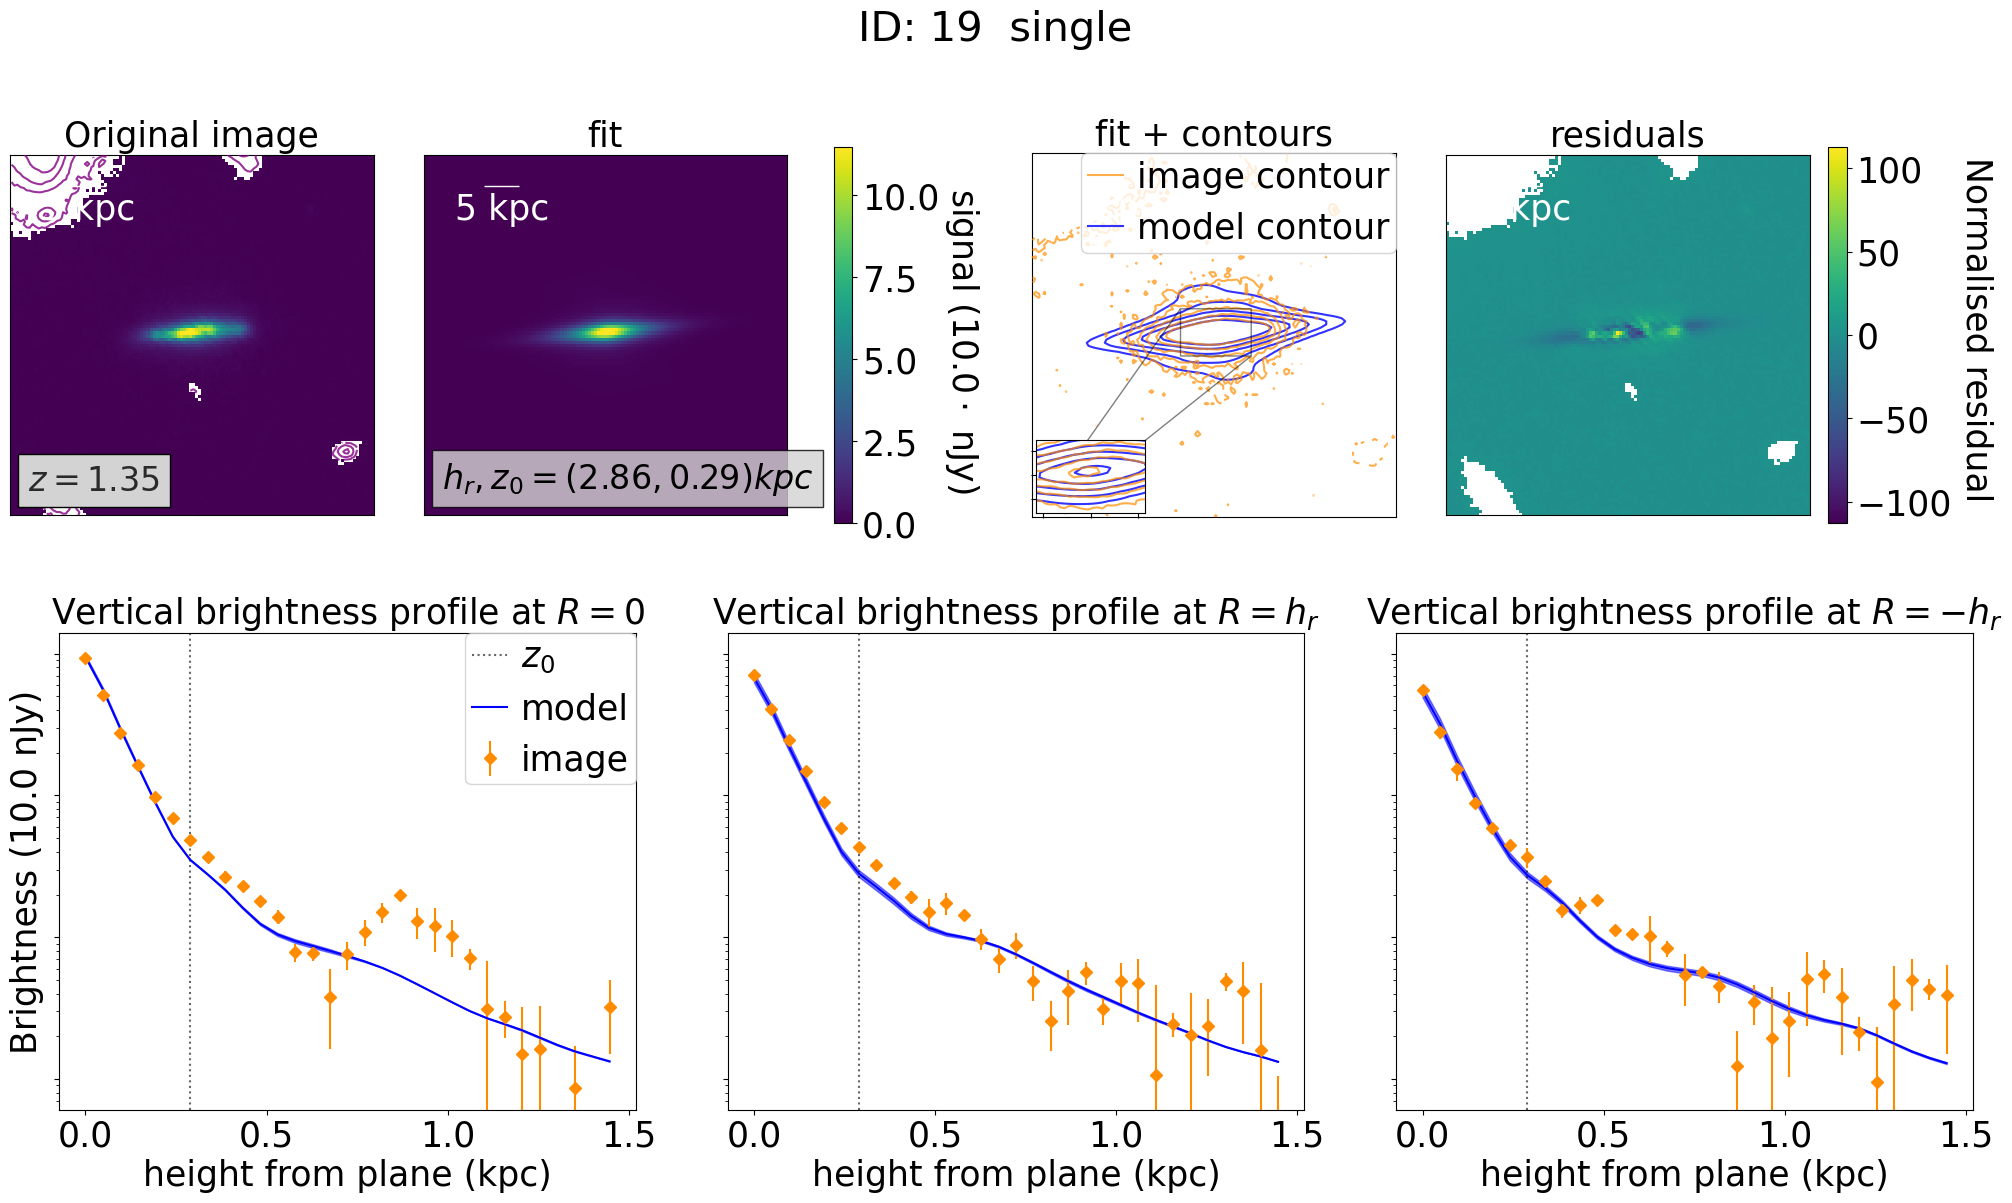 ID: 19  single
Original image
kpc
z = 1.35
fit
5 kpc
h_r, z_0 = (2.86, 0.29)kpc
10.0
7.5
5.0
2.5
0.0
signal (10.0 · nJy)
fit + contours
image contour
model contour
residuals
kpc
100
50
0
−50
−100
Normalised residual
Vertical brightness profile at R = 0
z_0
model
image
Brightness (10.0 nJy)
0.0 0.5 1.0 1.5
height from plane (kpc)
Vertical brightness profile at R = h_r
0.0 0.5 1.0 1.5
height from plane (kpc)
Vertical brightness profile at R = −h_r
0.0 0.5 1.0 1.5
height from plane (kpc)